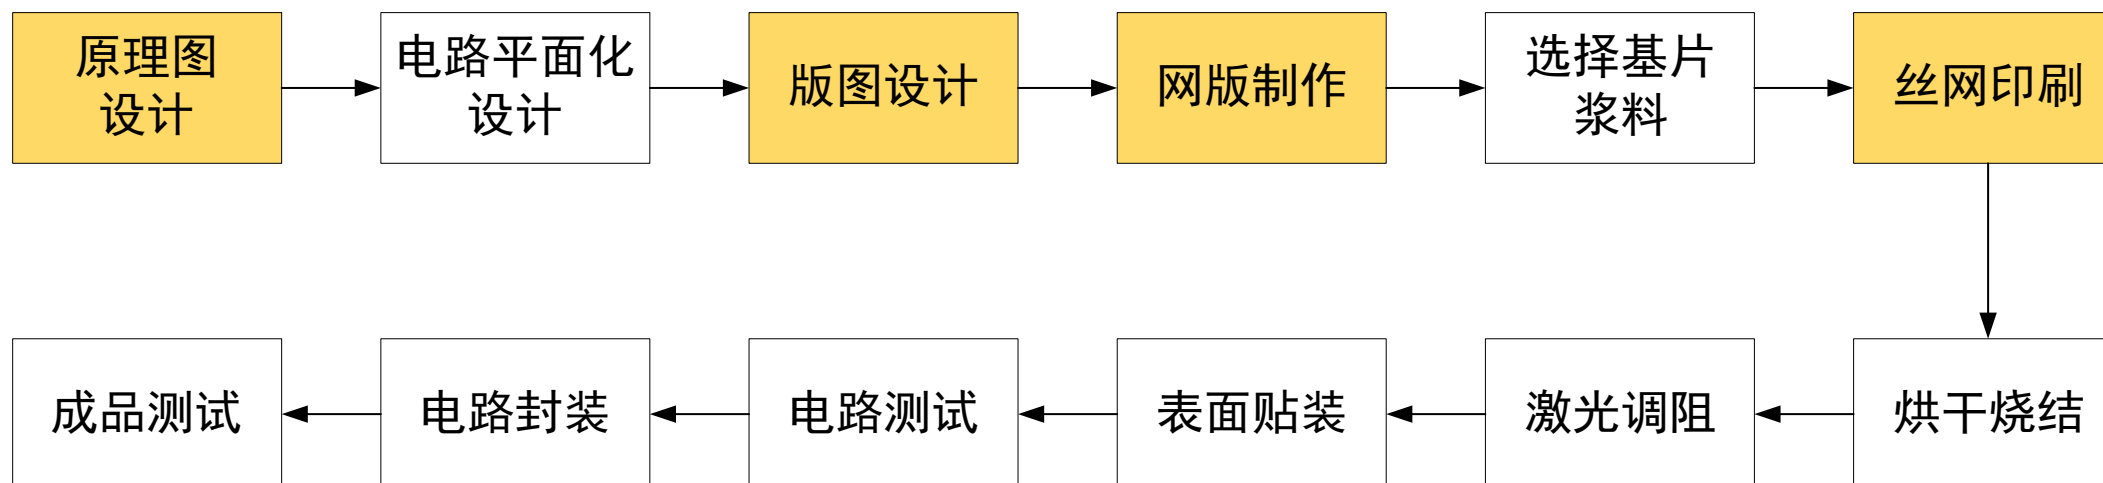 原理图
设计
电路平面化
设计
版图设计
网版制作
选择基片
浆料
丝网印刷
烘干烧结
激光调阻
表面贴装
电路测试
电路封装
成品测试